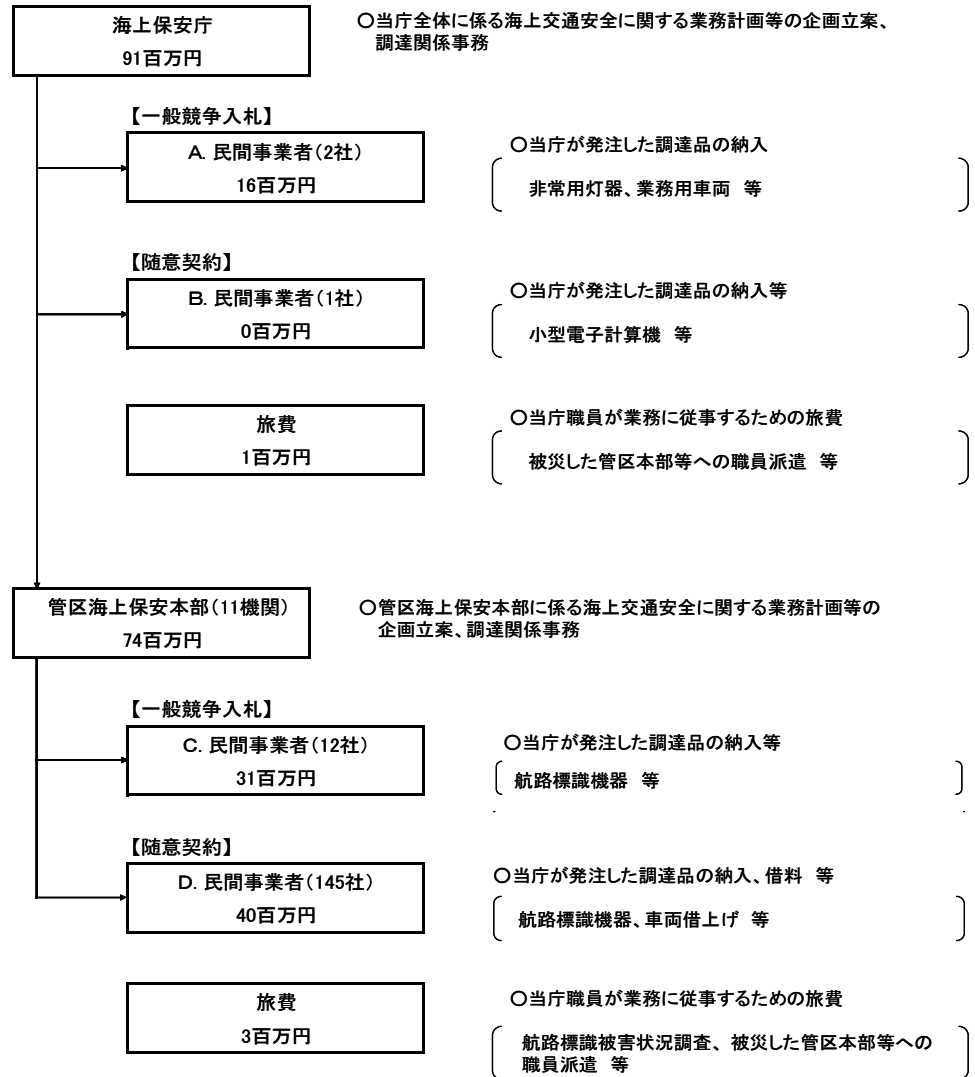 海上保安庁
91百万円
○当庁全体に係る海上交通安全に関する業務計画等の企画立案、
調達関係事務
【一般競争入札】
A. 民間事業者(2社)
16百万円
○当庁が発注した調達品の納入
非常用灯器、業務用車両 等
【随意契約】
B. 民間事業者(1社)
0百万円
○当庁が発注した調達品の納入等
小型電子計算機 等
旅費
1百万円
○当庁職員が業務に従事するための旅費
被災した管区本部等への職員派遣 等
管区海上保安本部(11機関)
74百万円
○管区海上保安本部に係る海上交通安全に関する業務計画等の
企画立案、調達関係事務
【一般競争入札】
C. 民間事業者(12社)
31百万円
○当庁が発注した調達品の納入等
航路標識機器 等
【随意契約】
D. 民間事業者(145社)
40百万円
○当庁が発注した調達品の納入、借料 等
航路標識機器、車両借上げ 等
旅費
3百万円
○当庁職員が業務に従事するための旅費
航路標識被害状況調査、被災した管区本部等への
職員派遣 等